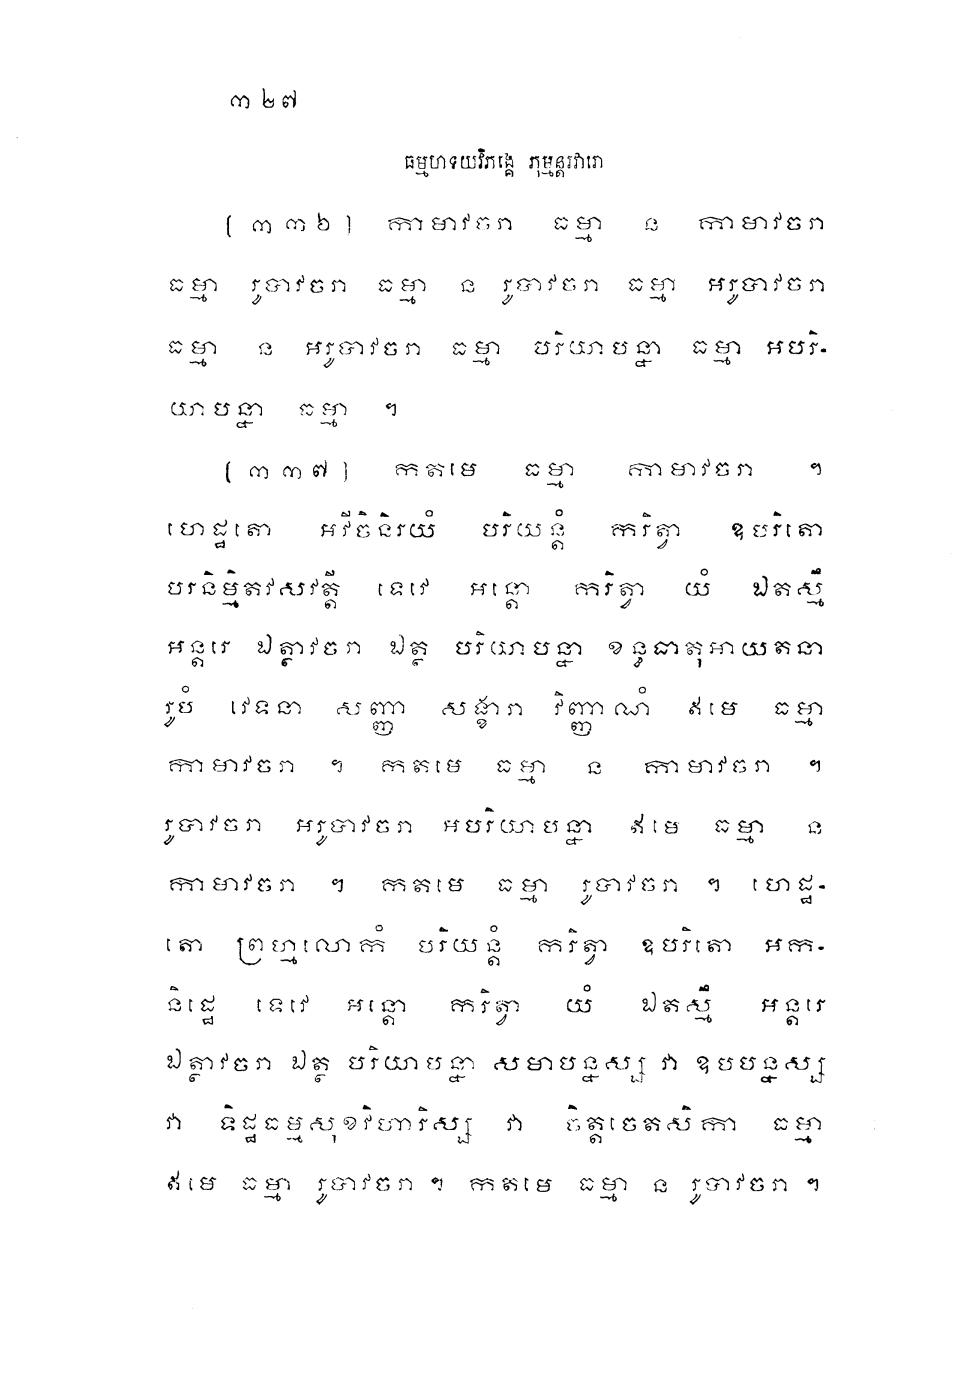 ៣២៧
ធម្មហទយវិភង្គេ ភុម្មន្តរវារោ
(៣៣៦) កាមាវចរា ធម្មា ន កាមាវចរា
ធម្មា រូបាវចរា ធម្មា ន រូបាវចរា ធម្មា អរូបាវចរា
ធម្មា ន អរូបាវចរា ធម្មា បរិយាបន្នា ធម្មា អបរិ-
យាបន្នា ធម្មា ។
(៣៣៧) កតមេ ធម្មា កាមាវចរា ។
ហេដ្ឋតោ អវីចិនិរយំ បរិយន្តំ ករិត្វា ឧបរិតោ
បរនិម្មិតវសវត្តី ទេវេ អន្តោ ករិត្វា យំ ឯតស្មឹ
អន្តរេ ឯត្ថាវចរា ឯត្ថ បរិយាបន្នា ខន្ធធាតុអាយតនា
រូបំ វេទនា សញ្ញា សង្ខារា វិញ្ញាណំ ឥមេ ធម្មា
កាមាវចរា ។ កតមេ ធម្មា ន កាមាវចរា ។
រូបាវចរា អរូបាវចរា អបរិយាបន្នា ឥមេ ធម្មា ន
កាមាវចរា ។ កតមេ ធម្មា រូបាវចរា ។ ហេដ្ឋ-
តោ ព្រហ្មលោកំ បរិយន្តំ ករិត្វា ឧបរិតោ អក-
និដ្ឋេ ទេវេ អន្តោ ករិត្វា យំ ឯតស្មឹ អន្តរេ
ឯត្ថាវចរា ឯត្ថ បរិយាបន្នា សមាបន្នស្ស វា ឧបបន្នស្ស
វា ទិដ្ឋធម្មសុខវិហារិស្ស វា ចិត្តចេតសិកា ធម្មា
ឥមេ ធម្មា រូបាវចរា ។ កតមេ ធម្មា ន រូបាវចរា ។